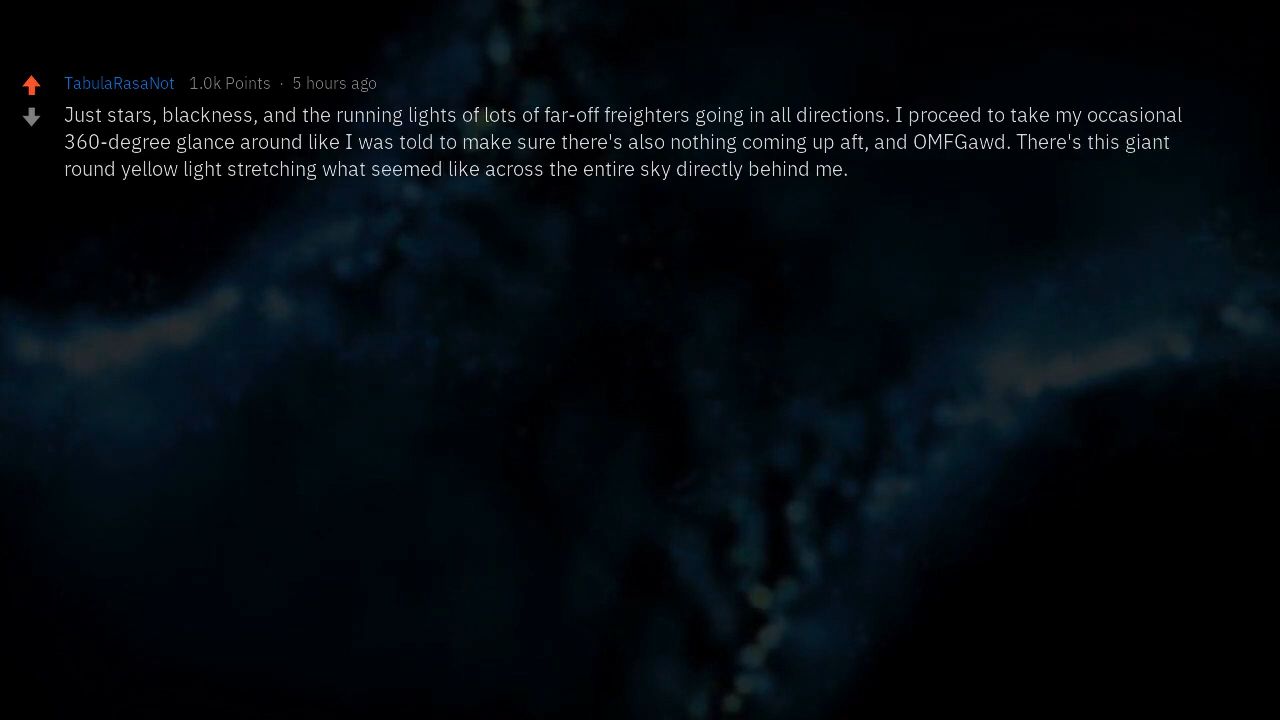 TabulaRasaNot 1.0k Points · 5 hours ago
Just stars, blackness, and the running lights of lots of far-off freighters going in all directions. I proceed to take my occasional
360-degree glance around like I was told to make sure there's also nothing coming up aft, and OMFGawd. There's this giant
round yellow light stretching what seemed like across the entire sky directly behind me.